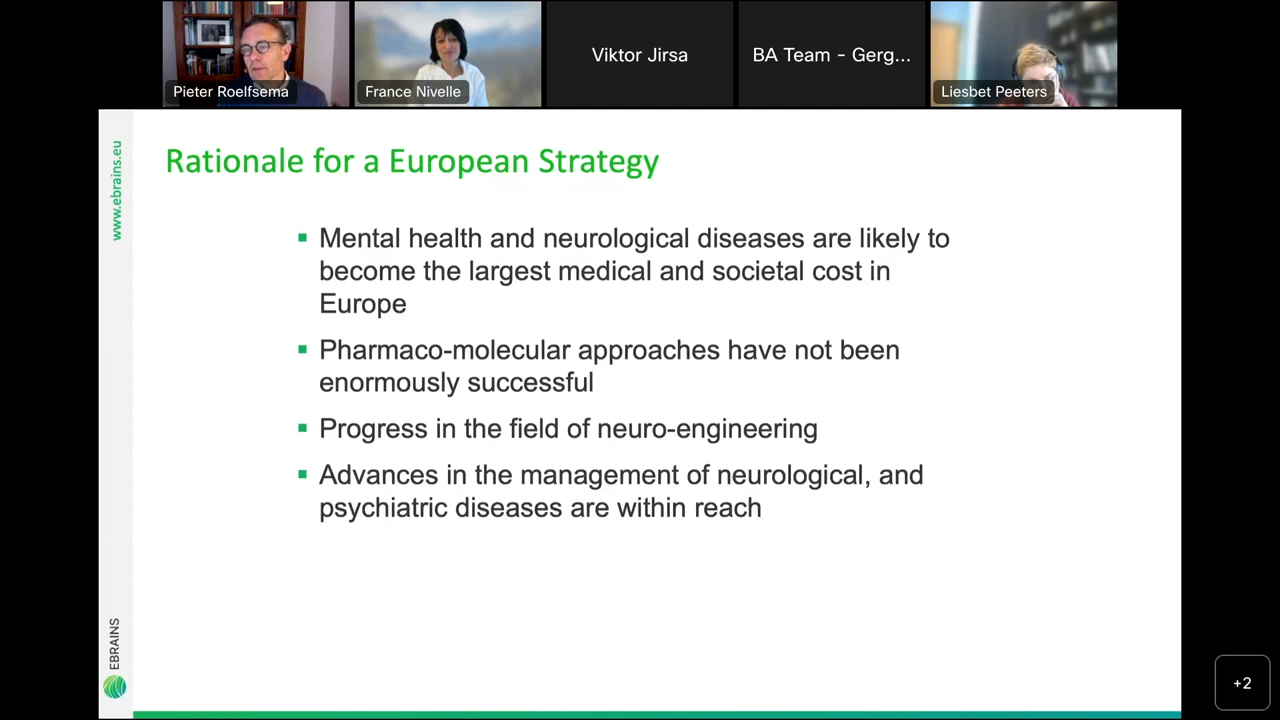 Pieter Roelfsema
France Nivelle
Viktor Jirsa
BA Team - Gerg...
Liesbet Peeters
www.ebrains.eu
Rationale for a European Strategy
Mental health and neurological diseases are likely to
become the largest medical and societal cost in
Europe
Pharmaco-molecular approaches have not been
enormously successful
Progress in the field of neuro-engineering
Advances in the management of neurological, and
psychiatric diseases are within reach
EBRAINS
+2